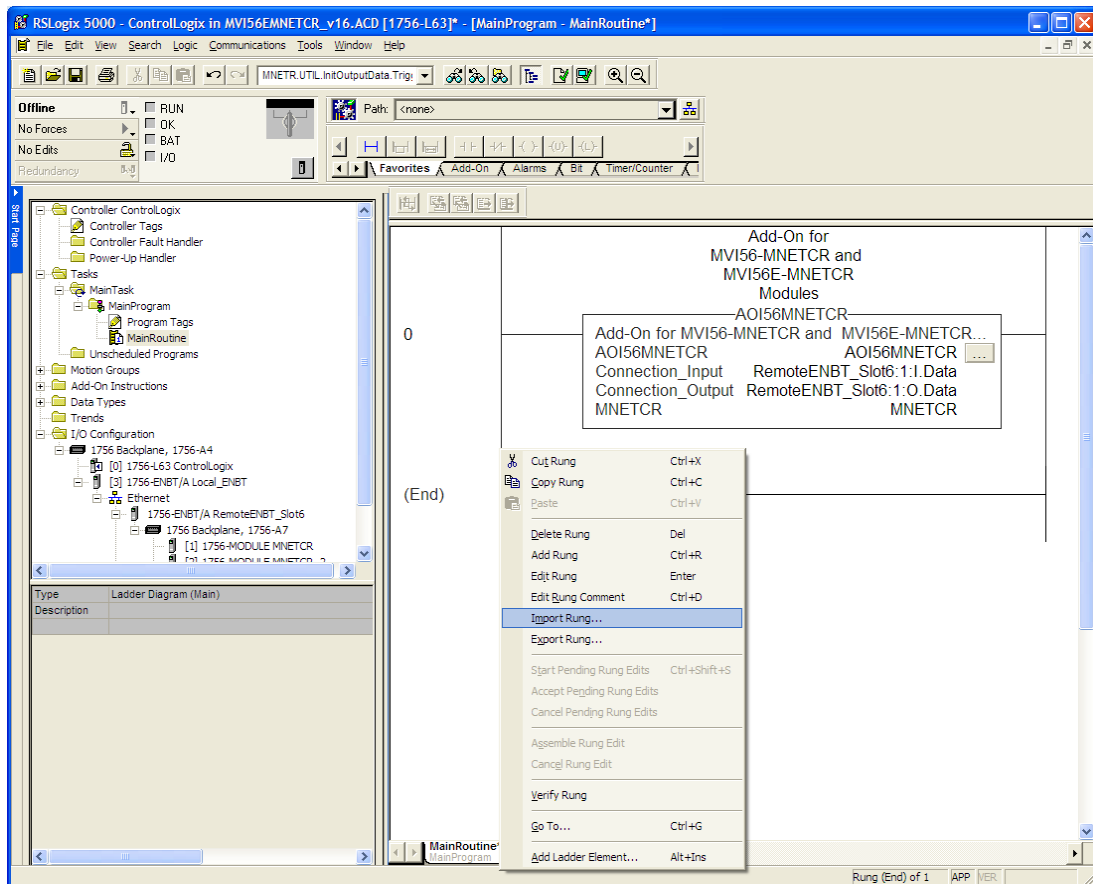 RSLogix 5000 - ControlLogix in MVI56EMNETCR_v16.ACD [1756-L63]* - [MainProgram - MainRoutine*]
File Edit View Search Logic Communications Tools Window Help
MNETR.UTIL.InitOutputData.Trig
Offline
RUN
No Forces
OK
No Edits
BAT
Redundancy
I/O
Path: <none>
Favorites Add-On Alarms Bit Timer/Counter
Start Page
Controller ControlLogix
Controller Tags
Controller Fault Handler
Power-Up Handler
Tasks
MainTask
MainProgram
Program Tags
MainRoutine
Unscheduled Programs
Motion Groups
Add-On Instructions
Data Types
Trends
I/O Configuration
1756 Backplane, 1756-A4
[0] 1756-L63 ControlLogix
[3] 1756-ENBT/A Local_ENBT
Ethernet
1756-ENBT/A RemoteENBT_Slot6
1756 Backplane, 1756-A7
[1] 1756-MODULE MNETCR
[2] 1756-MODULE MNETCR_2
Type Ladder Diagram (Main)
Description
Add-On for
MVI56-MNETCR and
MVI56E-MNETCR
Modules
AOI56MNETCR
0
Add-On for MVI56-MNETCR and MVI56E-MNETCR...
AOI56MNETCR AOI56MNETCR ...
Connection_Input RemoteENBT_Slot6:1:I.Data
Connection_Output RemoteENBT_Slot6:1:O.Data
MNETCR MNETCR
(End)
Cut Rung Ctrl+X
Copy Rung Ctrl+C
Paste Ctrl+V
Delete Rung Del
Add Rung Ctrl+R
Edit Rung Enter
Edit Rung Comment Ctrl+D
Import Rung...
Export Rung...
Start Pending Rung Edits Ctrl+Shift+S
Accept Pending Rung Edits
Cancel Pending Rung Edits
Assemble Rung Edit
Cancel Rung Edit
Verify Rung
Go To... Ctrl+G
Add Ladder Element... Alt+Ins
MainRoutine*
MainProgram
Rung (End) of 1 APP VER